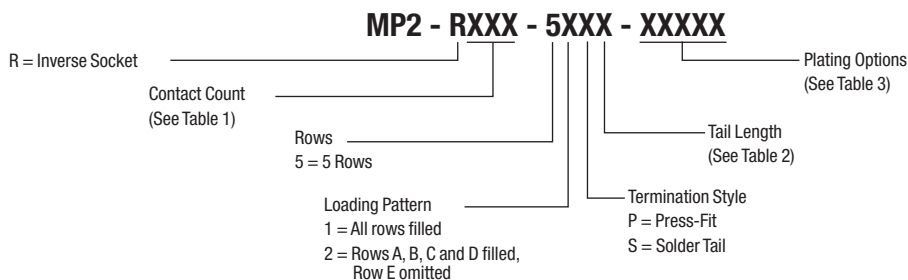 MP2 - RXXX - 5XXX - XXXXX
R = Inverse Socket
Plating Options
(See Table 3)
Contact Count
(See Table 1)
Rows
5 = 5 Rows
Tail Length
(See Table 2)
Loading Pattern
1 = All rows filled
2 = Rows A, B, C and D filled,
Row E omitted
Termination Style
P = Press-Fit
S = Solder Tail